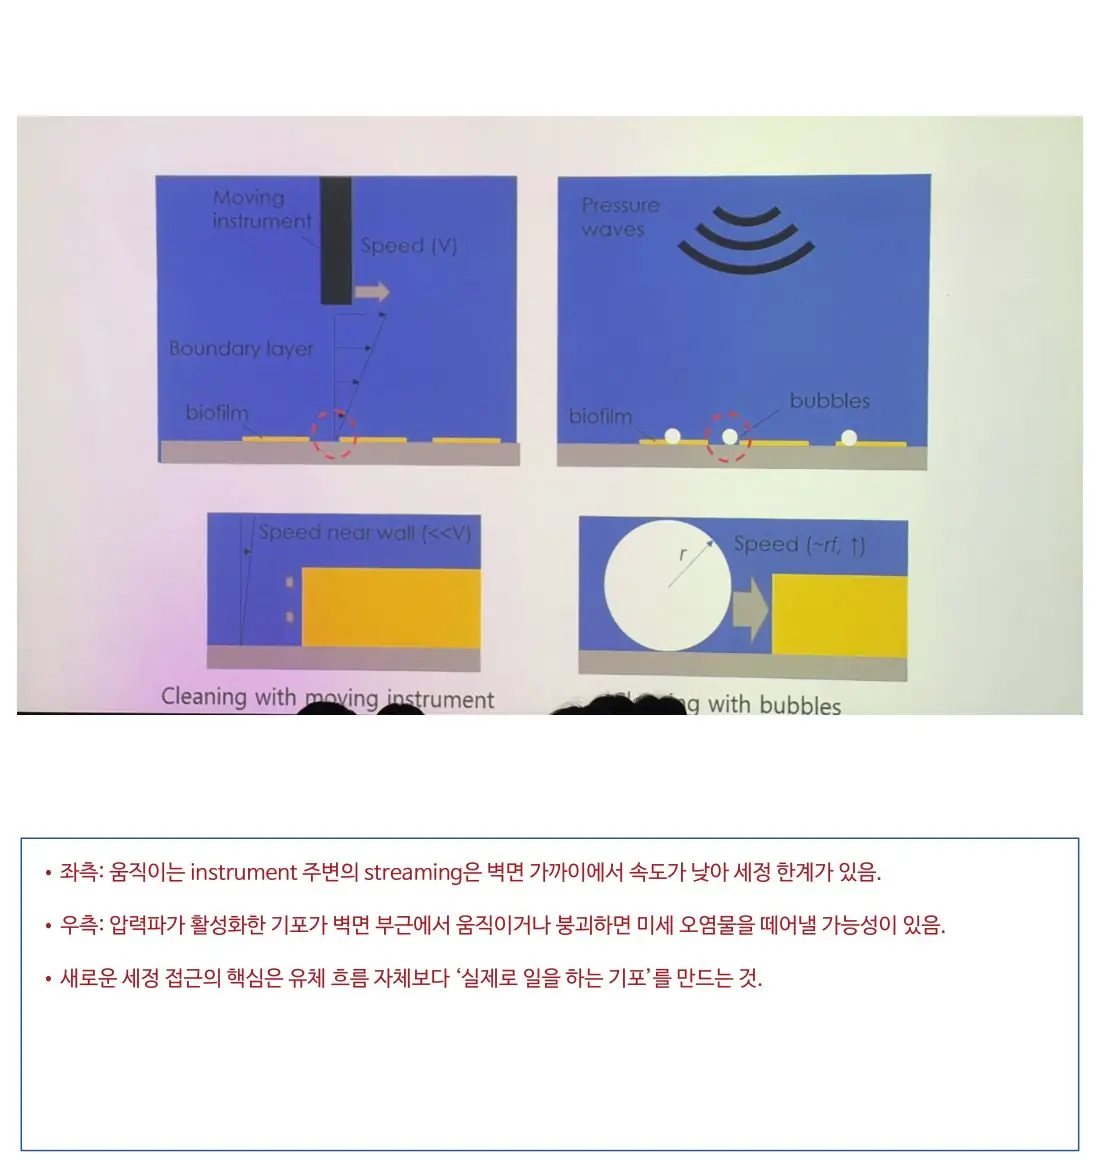 Moving
instrument
Speed (V)
Boundary layer
biofilm
Pressure
waves
bubbles
biofilm
Speed near wall (<<V)
r
Speed (~rf, ↑)
Cleaning with moving instrument
with bubbles
• 좌측: 움직이는 instrument 주변의 streaming은 벽면 가까이에서 속도가 낮아 세정 한계가 있음.
• 우측: 압력파가 활성화한 기포가 벽면 부근에서 움직이거나 붕괴하면 미세 오염물을 떼어낼 가능성이 있음.
• 새로운 세정 접근의 핵심은 유체 흐름 자체보다 ‘실제로 일을 하는 기포’를 만드는 것.